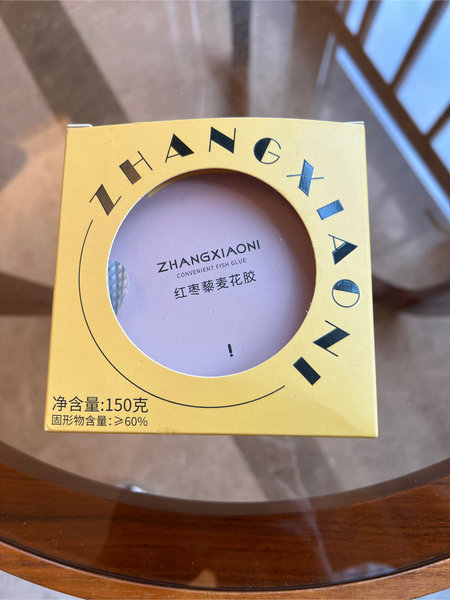 ZHANGXIAONI
ZHANGXIAONI
CONVENIENT FISH GLUE
红枣藜麦花胶
!
净含量:150克
固形物含量:≥60%